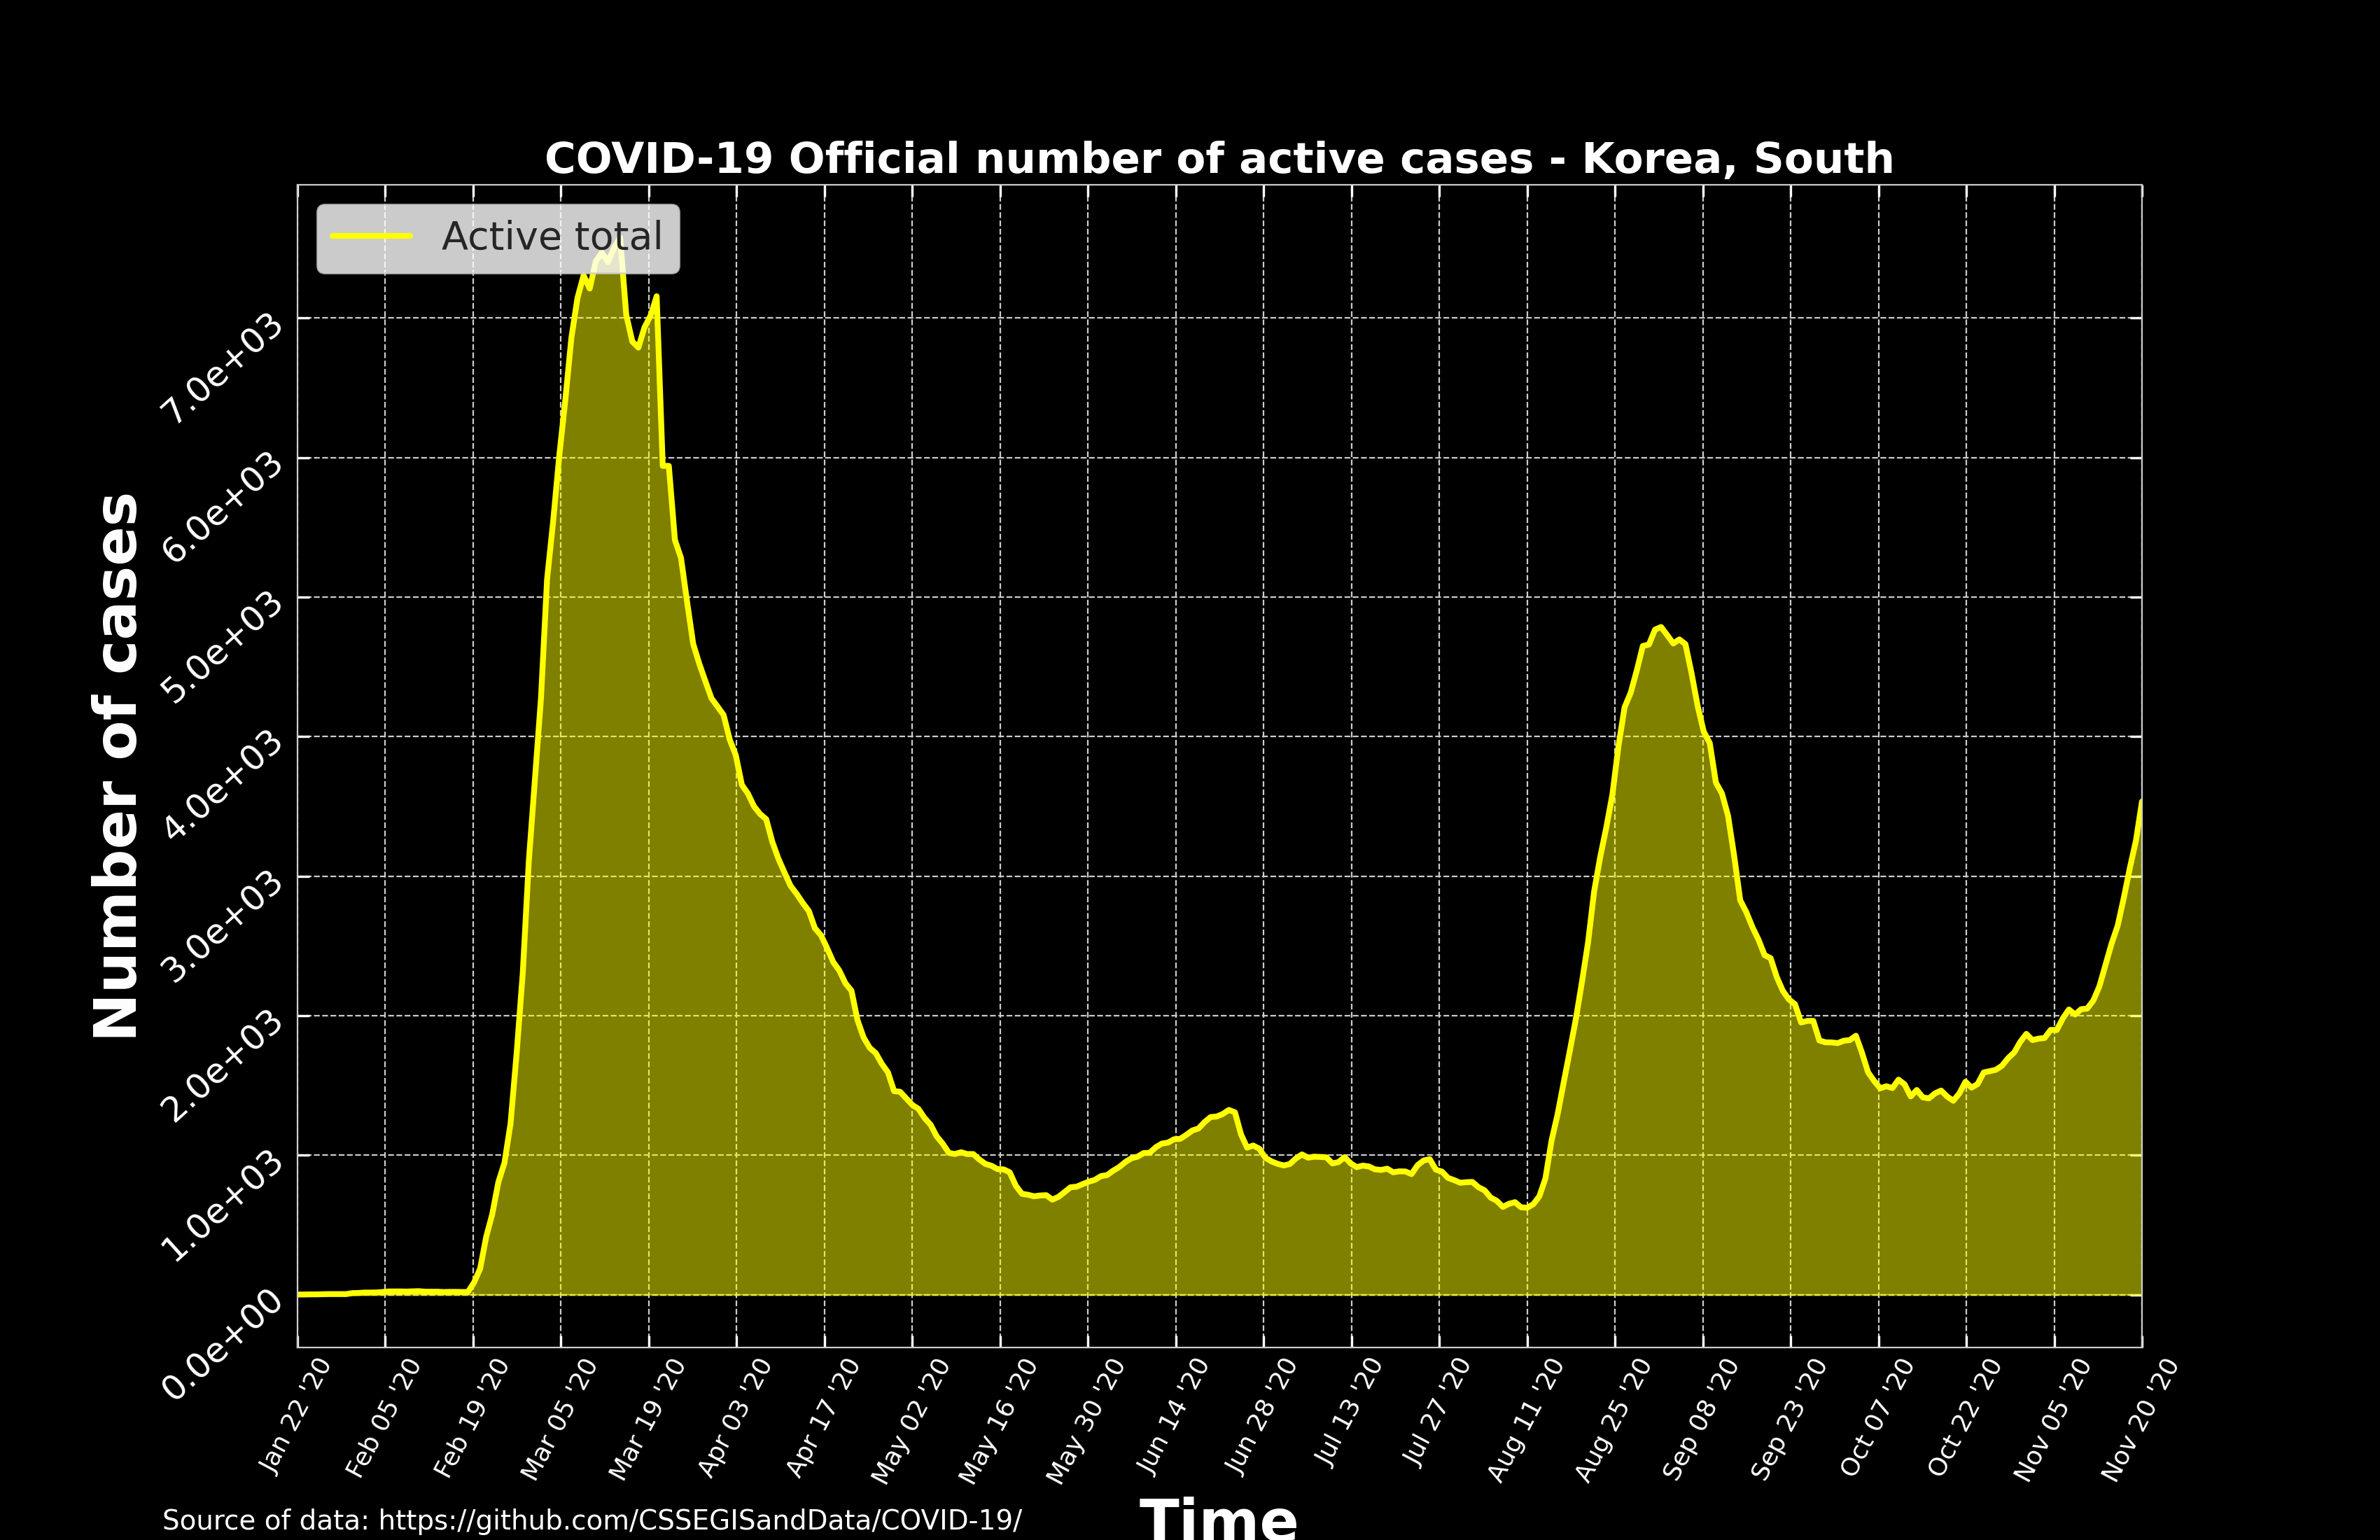 COVID-19 Official number of active cases - Korea, South
Active total
Number of cases
7.0e+03
6.0e+03
5.0e+03
4.0e+03
3.0e+03
2.0e+03
1.0e+03
0.0e+00
Jan 22 '20
Feb 05 '20
Feb 19 '20
Mar 05 '20
Mar 19 '20
Apr 03 '20
Apr 17 '20
May 02 '20
May 16 '20
May 30 '20
Jun 14 '20
Jun 28 '20
Jul 13 '20
Jul 27 '20
Aug 11 '20
Aug 25 '20
Sep 08 '20
Sep 23 '20
Oct 07 '20
Oct 22 '20
Nov 05 '20
Nov 20 '20
Time
Source of data: https://github.com/CSSEGISandData/COVID-19/